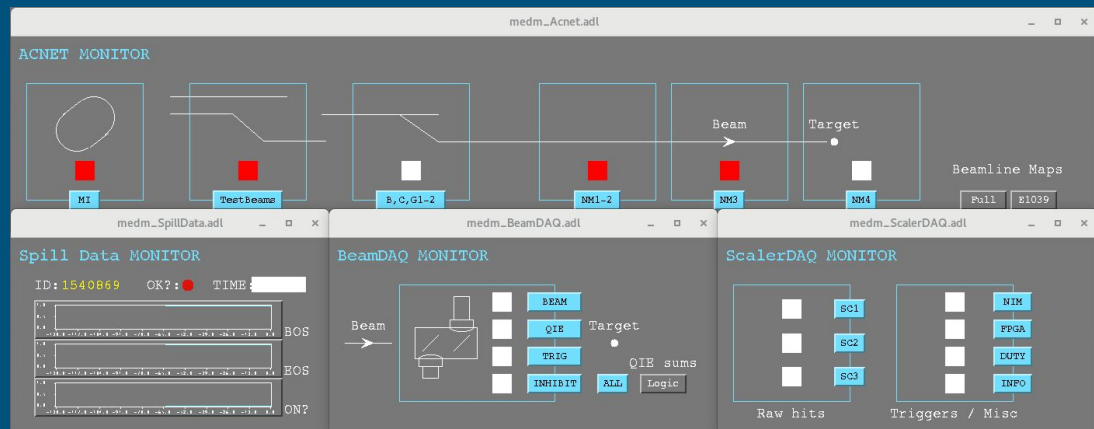 medm_Acnet.adl
ACNET MONITOR
Beam
Target
Beamline Maps
MI
TestBeams
B,C,G1-2
NM1-2
NM3
NM4
Full
E1039
medm_SpillData.adl
Spill Data MONITOR
ID:1540869 OK?: TIME
BOS
EOS
ON?
medm_BeamDAQ.adl
BeamDAQ MONITOR
BEAM
Beam
QIE
Target
TRIG
QIE sums
INHIBIT
ALL
Logic
medm_ScalerDAQ.adl
ScalerDAQ MONITOR
SC1
SC2
SC3
Raw hits
NIM
FPGA
DUTY
INFO
Triggers / Misc